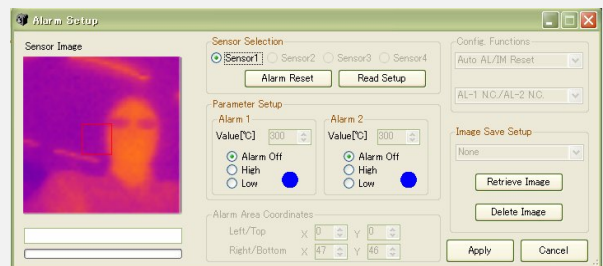 Alarm Setup
Sensor Image
Sensor Selection
Sensor1 Sensor2 Sensor3 Sensor4
Alarm Reset Read Setup
Parameter Setup
Alarm 1
Value[℃] 300
Alarm Off
High
Low
Alarm 2
Value[℃] 300
Alarm Off
High
Low
Alarm Area Coordinates
Left/Top X 0 Y 0
Right/Bottom X 47 Y 46
Config. Functions
Auto AL/IM Reset
AL-1 N.C./AL-2 N.C.
Image Save Setup
None
Retrieve Image
Delete Image
Apply Cancel